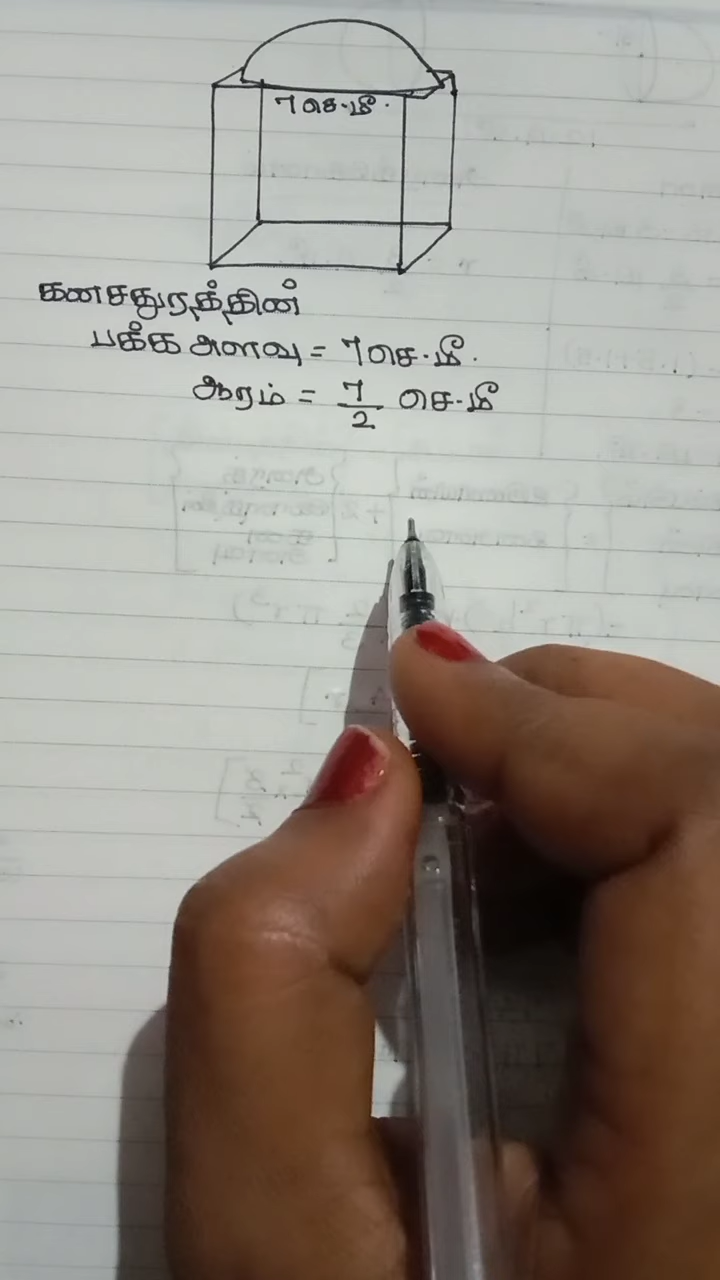 7 செ.மீ.
கனசதுரத்தின்
பக்க அளவு = 7 செ.மீ.
ஆரம் = 7/2 செ.மீ